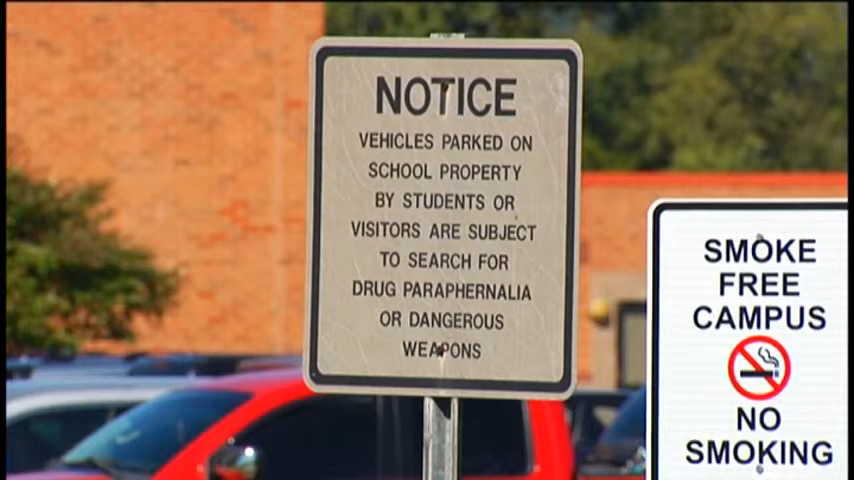 NOTICE
VEHICLES PARKED ON
SCHOOL PROPERTY
BY STUDENTS OR
VISITORS ARE SUBJECT
TO SEARCH FOR
DRUG PARAPHERNALIA
OR DANGEROUS
WEAPONS
SMOKE
FREE
CAMPUS
NO
SMOKING